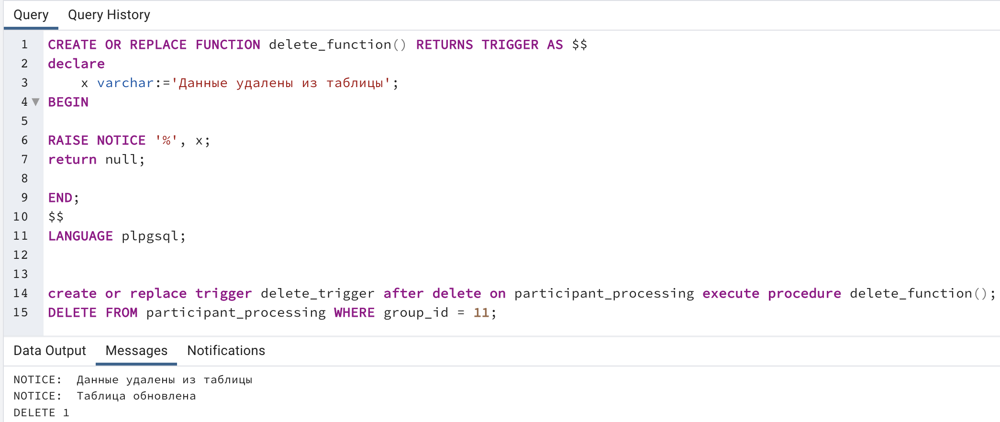 Query Query History
1 CREATE OR REPLACE FUNCTION delete_function() RETURNS TRIGGER AS $$
2 declare
3     x varchar:='Данные удалены из таблицы';
4 BEGIN
5
6 RAISE NOTICE '%', x;
7 return null;
8
9 END;
10 $$
11 LANGUAGE plpgsql;
12
13
14 create or replace trigger delete_trigger after delete on participant_processing execute procedure delete_function();
15 DELETE FROM participant_processing WHERE group_id = 11;
Data Output Messages Notifications
NOTICE:  Данные удалены из таблицы
NOTICE:  Таблица обновлена
DELETE 1